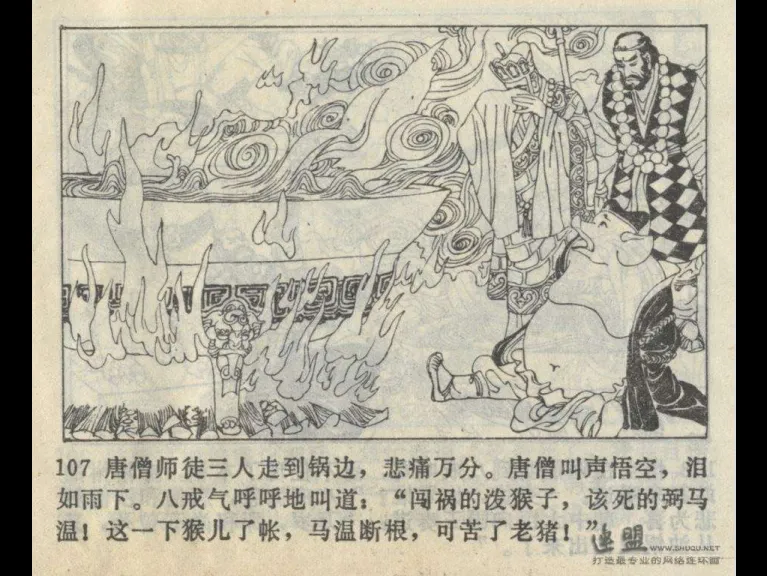 107 唐僧师徒三人走到锅边，悲痛万分。唐僧叫声悟空，泪
如雨下。八戒气呼呼地叫道：“闯祸的泼猴子，该死的弼马
温！这一下猴儿了帐，马温断根，可苦了老猪！”
迷盟 WWW.SHUQU.NET
打造最专业的网络连环画